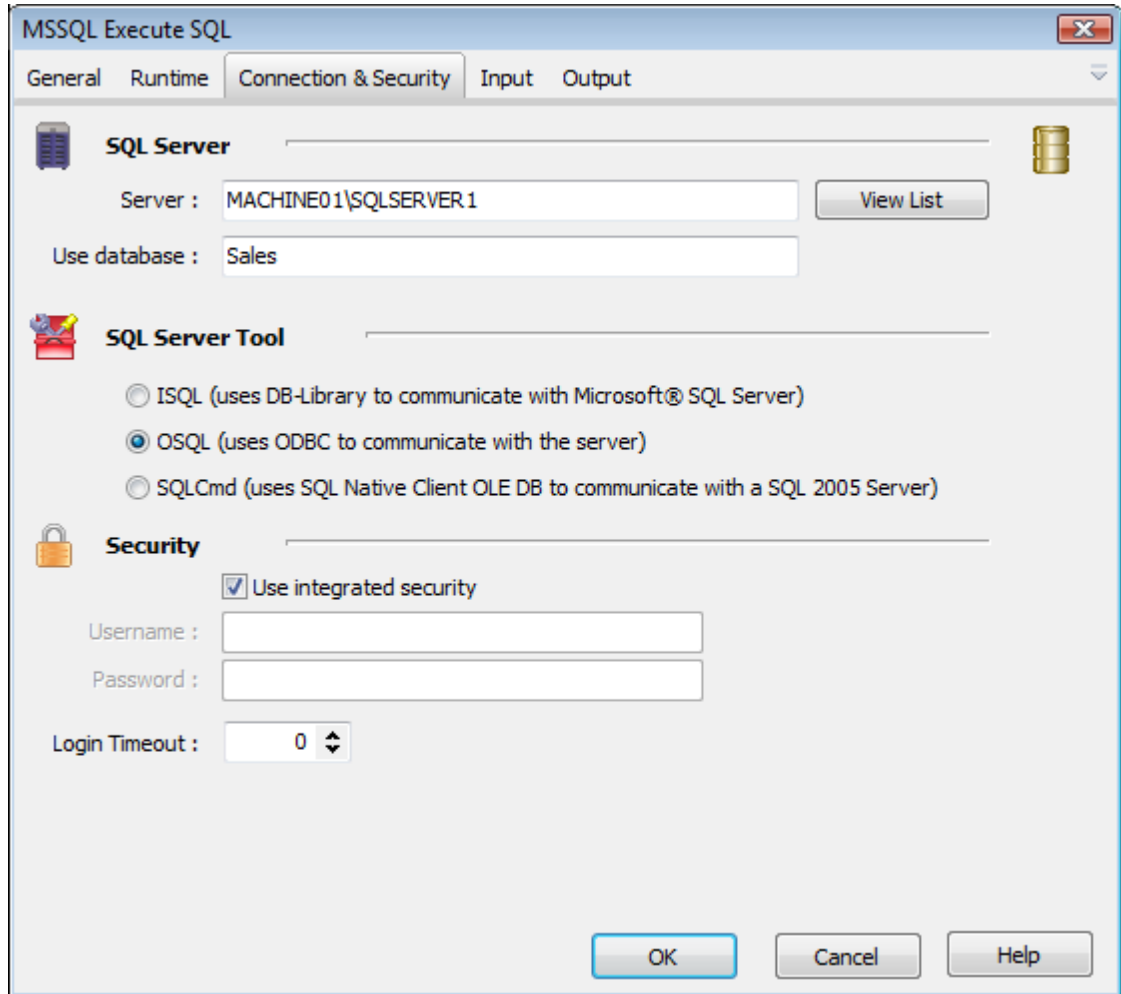 MSSQL Execute SQL
General Runtime Connection & Security Input Output
SQL Server
Server : MACHINE01\SQLSERVER1 View List
Use database : Sales
SQL Server Tool
ISQL (uses DB-Library to communicate with Microsoft® SQL Server)
OSQL (uses ODBC to communicate with the server)
SQLCmd (uses SQL Native Client OLE DB to communicate with a SQL 2005 Server)
Security
Use integrated security
Username :
Password :
Login Timeout : 0
OK Cancel Help